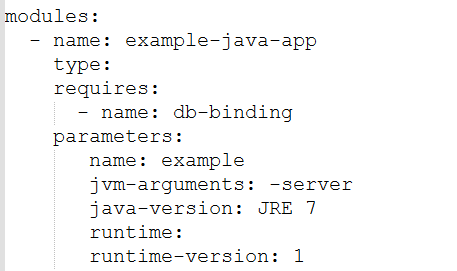 modules:
  - name: example-java-app
    type:
    requires:
      - name: db-binding
    parameters:
       name: example
       jvm-arguments: -server
       java-version: JRE 7
       runtime:
       runtime-version: 1